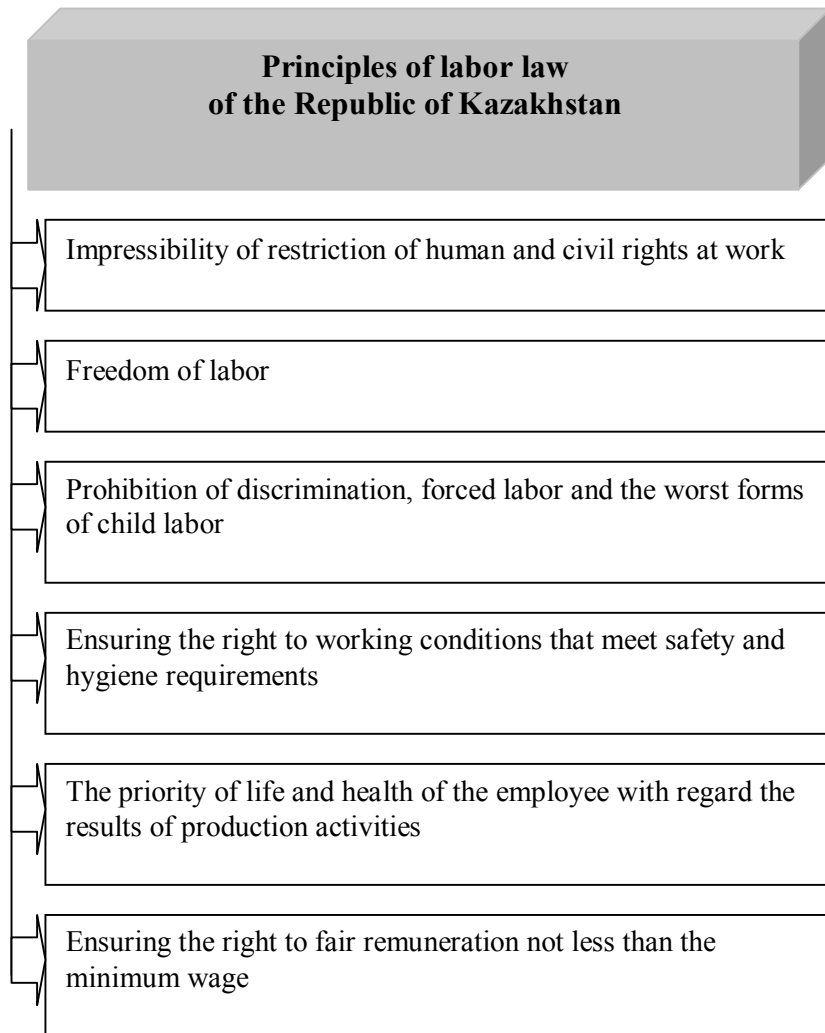 Principles of labor law
of the Republic of Kazakhstan
Impressibility of restriction of human and civil rights at work
Freedom of labor
Prohibition of discrimination, forced labor and the worst forms
of child labor
Ensuring the right to working conditions that meet safety and
hygiene requirements
The priority of life and health of the employee with regard the
results of production activities
Ensuring the right to fair remuneration not less than the
minimum wage